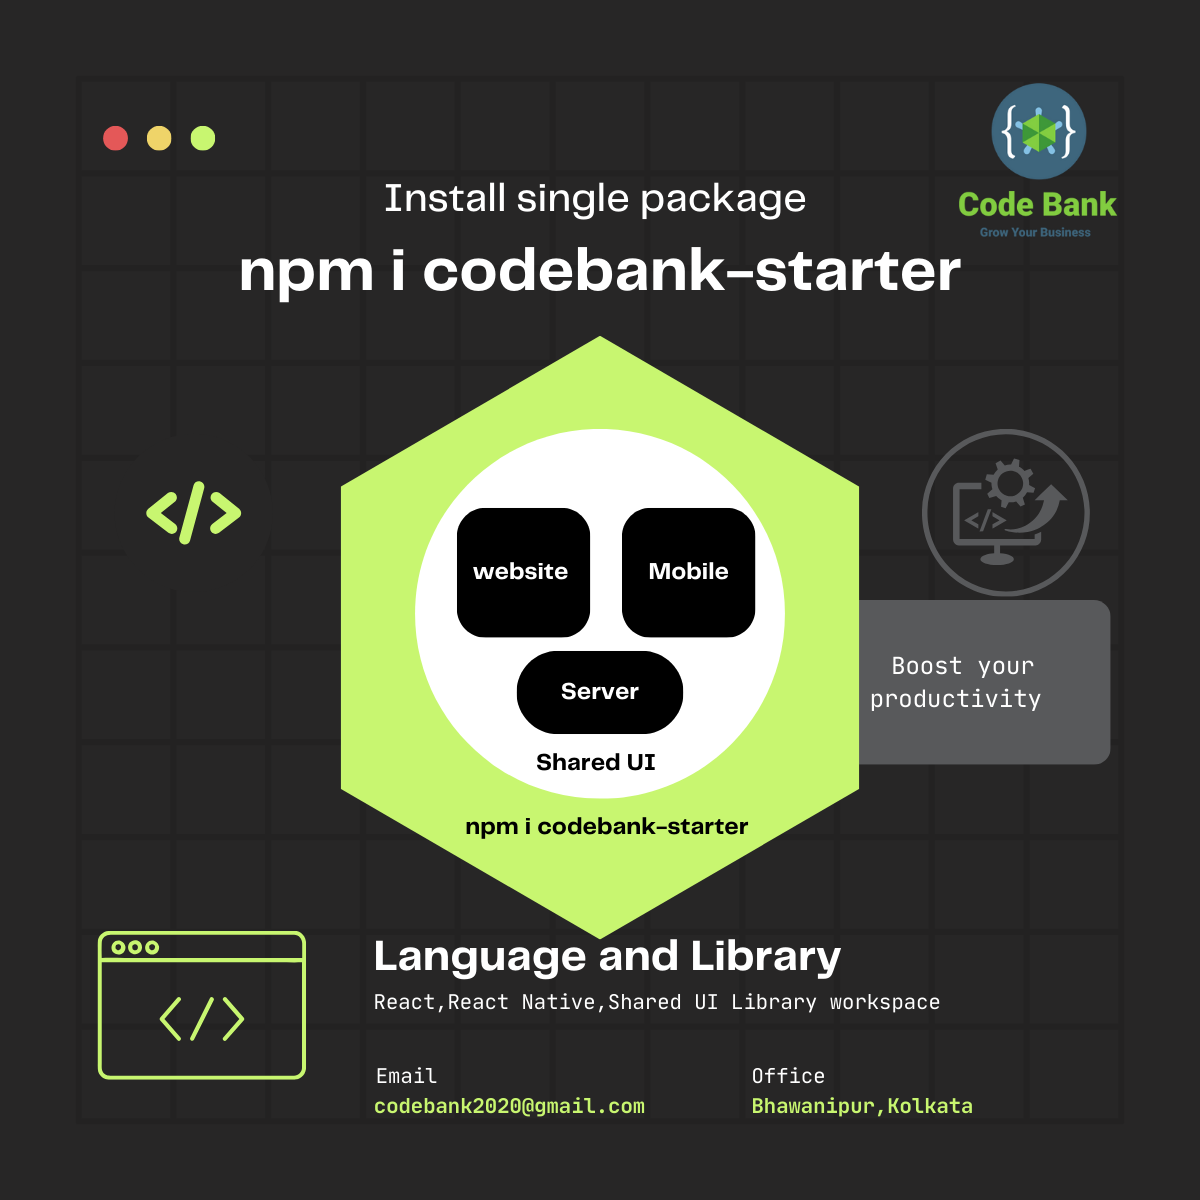 Code Bank
Grow Your Business
Install single package
npm i codebank-starter
</>
website
Mobile
</>
Server
Boost your
productivity
Shared UI
npm i codebank-starter
Language and Library
React,React Native,Shared UI Library workspace
</>
Email
codebank2020@gmail.com
Office
Bhawanipur,Kolkata